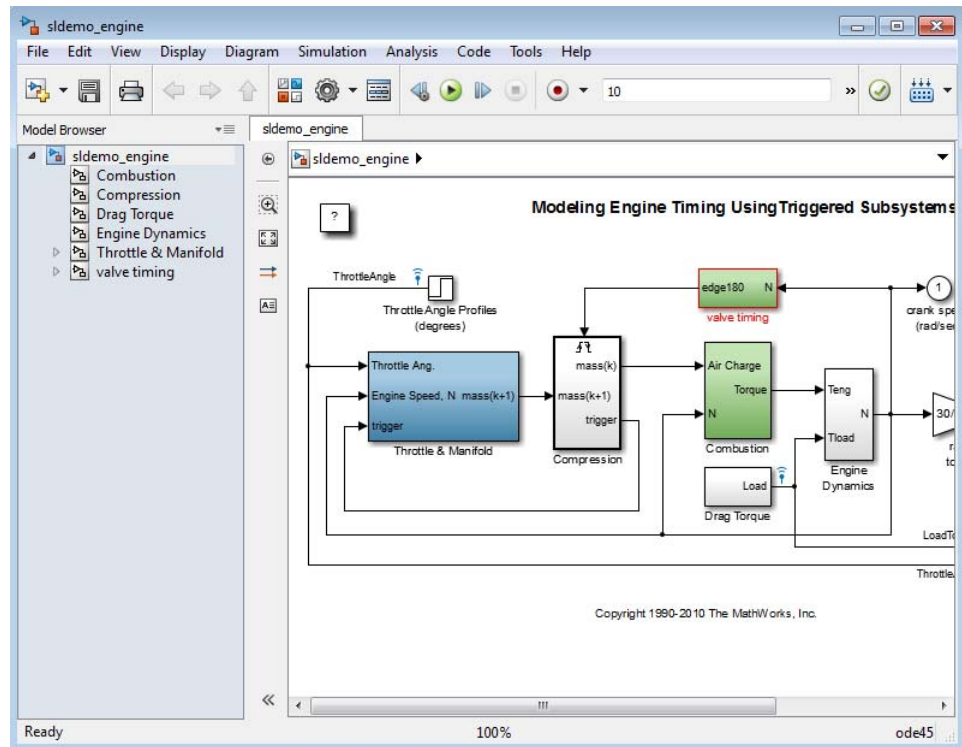 sldemo_engine
File Edit View Display Diagram Simulation Analysis Code Tools Help
10 »
Model Browser
sldemo_engine
sldemo_engine
Combustion
Compression
Drag Torque
Engine Dynamics
Throttle & Manifold
valve timing
sldemo_engine
?
Modeling Engine Timing Using Triggered Subsystems
ThrottleAngle
Throttle Angle Profiles
(degrees)
edge180 N
valve timing
1
crank spe
(rad/se
Throttle Ang.
Engine Speed, N mass(k+1)
trigger
Throttle & Manifold
mass(k)
mass(k+1)
trigger
Compression
Air Charge
Torque
N
Combustion
Teng
N
Tload
Engine
Dynamics
30/
r
to
Load
Drag Torque
LoadTo
Throttle
Copyright 1990-2010 The MathWorks, Inc.
Ready 100% ode45